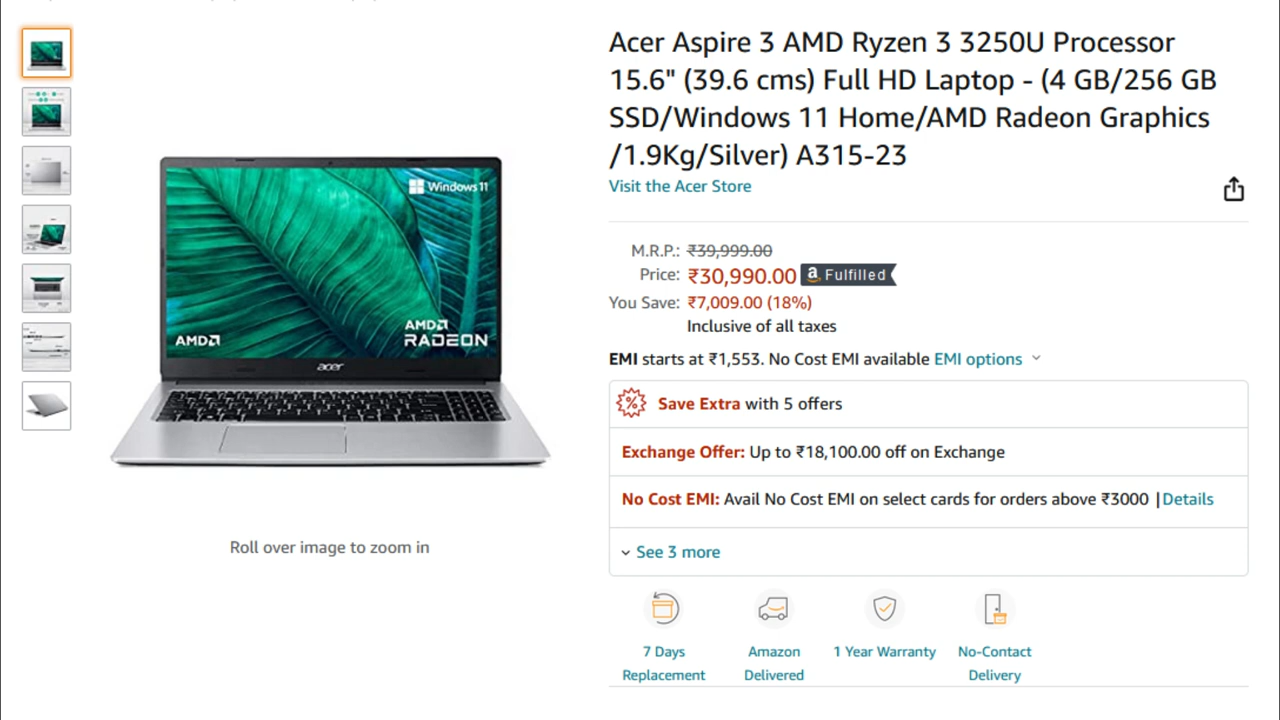 Acer Aspire 3 AMD Ryzen 3 3250U Processor
15.6" (39.6 cms) Full HD Laptop - (4 GB/256 GB
SSD/Windows 11 Home/AMD Radeon Graphics
/1.9Kg/Silver) A315-23
Visit the Acer Store
Windows 11
AMD
AMD
RADEON
acer
Roll over image to zoom in
M.R.P.: ₹39,999.00
Price: ₹30,990.00 a Fulfilled
You Save: ₹7,009.00 (18%)
Inclusive of all taxes
EMI starts at ₹1,553. No Cost EMI available EMI options
% Save Extra with 5 offers
Exchange Offer: Up to ₹18,100.00 off on Exchange
No Cost EMI: Avail No Cost EMI on select cards for orders above ₹3000 |Details
See 3 more
7 Days
Replacement
Amazon
Delivered
1 Year Warranty
No-Contact
Delivery